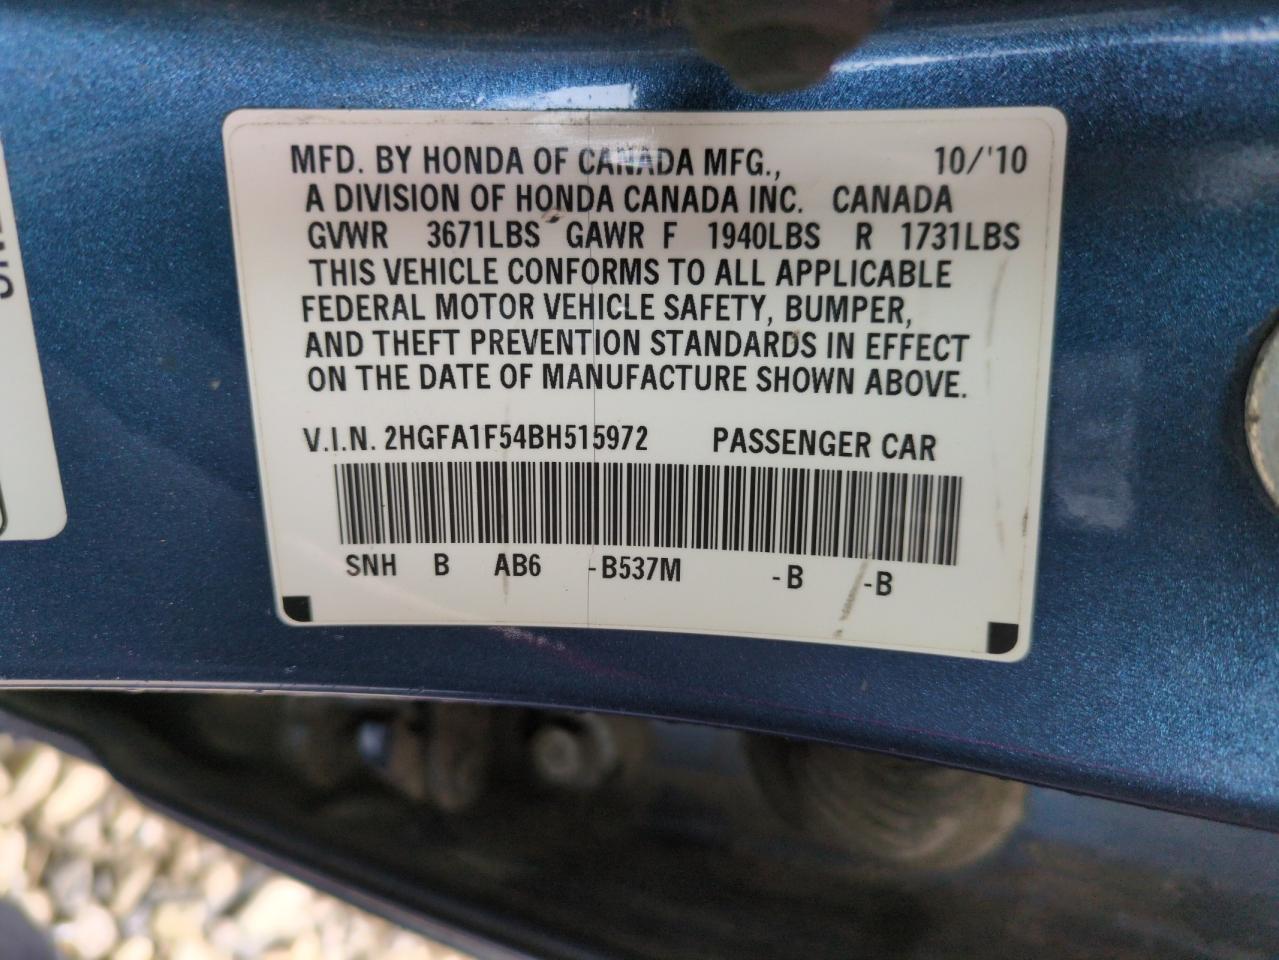 MFD. BY HONDA OF CANADA MFG., 10/'10
A DIVISION OF HONDA CANADA INC. CANADA
GVWR 3671LBS GAWR F 1940LBS R 1731LBS
THIS VEHICLE CONFORMS TO ALL APPLICABLE
FEDERAL MOTOR VEHICLE SAFETY, BUMPER,
AND THEFT PREVENTION STANDARDS IN EFFECT
ON THE DATE OF MANUFACTURE SHOWN ABOVE.
V.I.N. 2HGFA1F54BH515972 PASSENGER CAR
SNH B AB6 -B537M -B -B